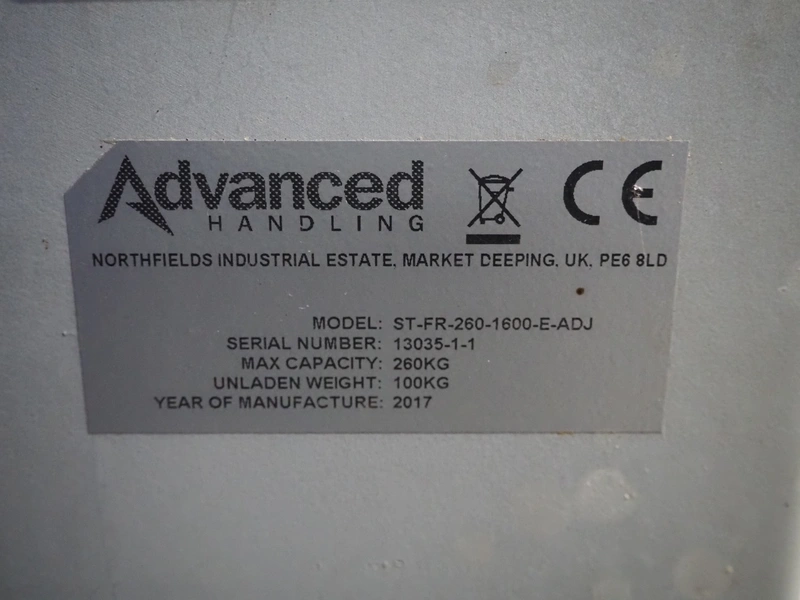 Advanced
HANDLING
CE
NORTHFIELDS INDUSTRIAL ESTATE, MARKET DEEPING, UK, PE6 8LD
MODEL: ST-FR-260-1600-E-ADJ
SERIAL NUMBER: 13035-1-1
MAX CAPACITY: 260KG
UNLADEN WEIGHT: 100KG
YEAR OF MANUFACTURE: 2017